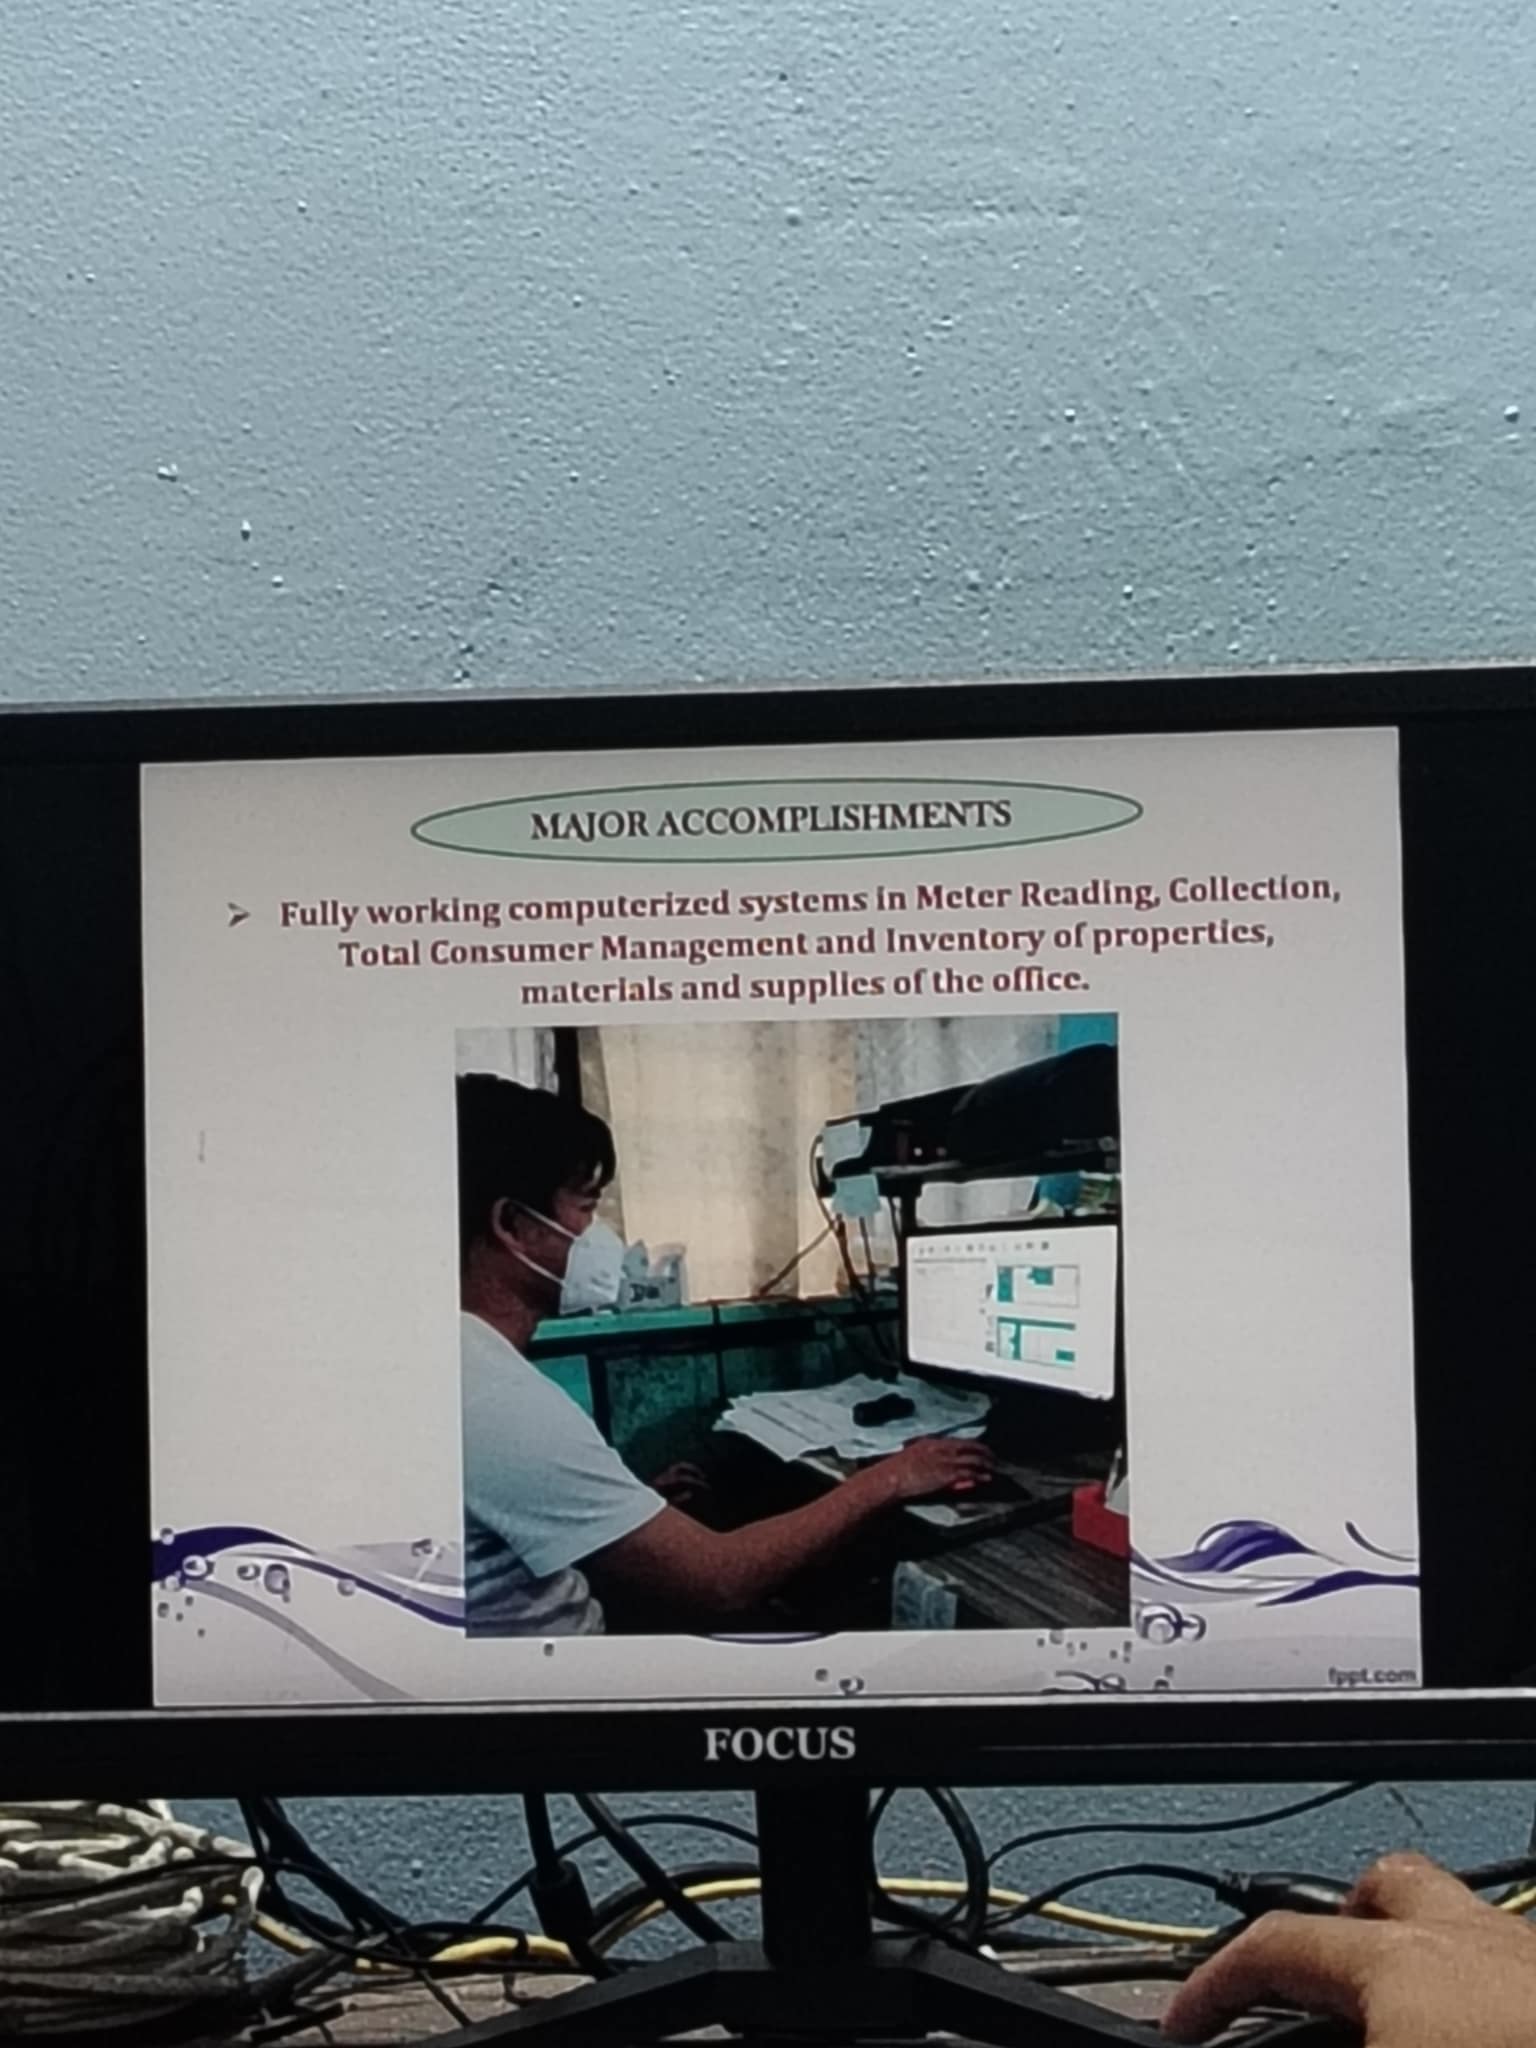 MAJOR ACCOMPLISHMENTS
➢ Fully working computerized systems in Meter Reading, Collection,
Total Consumer Management and Inventory of properties,
materials and supplies of the office.
fppt.com
FOCUS